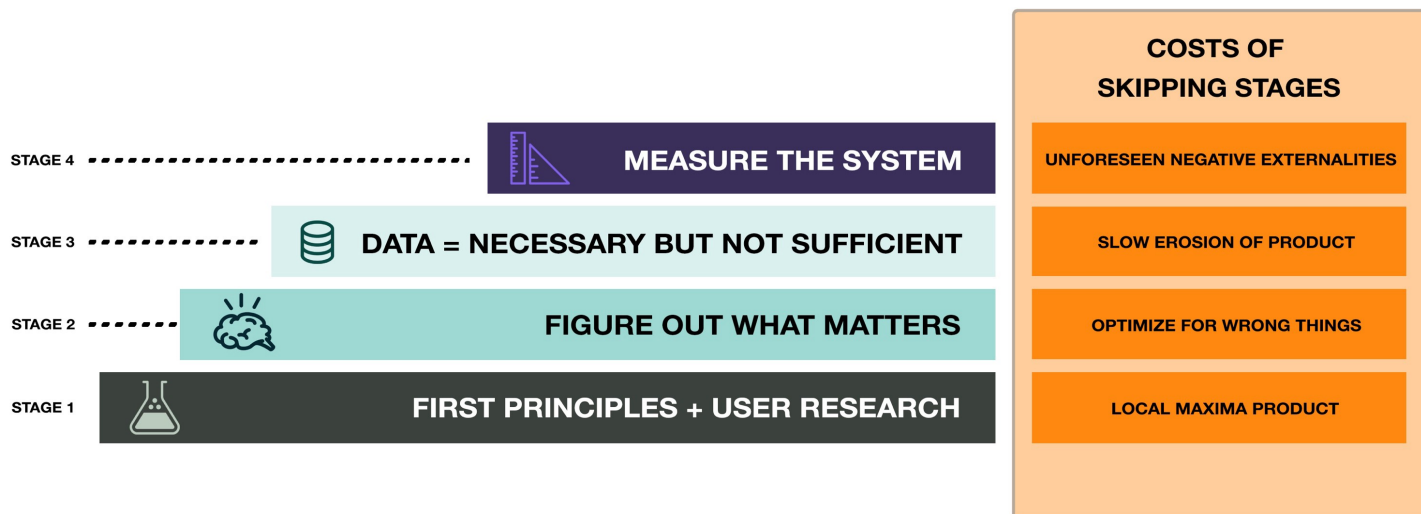 COSTS OF
SKIPPING STAGES
STAGE 4
MEASURE THE SYSTEM
UNFORESEEN NEGATIVE EXTERNALITIES
STAGE 3
DATA = NECESSARY BUT NOT SUFFICIENT
SLOW EROSION OF PRODUCT
STAGE 2
FIGURE OUT WHAT MATTERS
OPTIMIZE FOR WRONG THINGS
STAGE 1
FIRST PRINCIPLES + USER RESEARCH
LOCAL MAXIMA PRODUCT